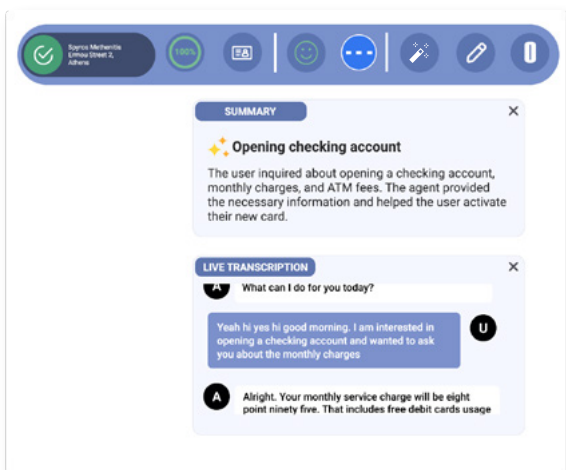 Spyros Methenitis
Ermou Street 2,
Athens
100%
SUMMARY
Opening checking account
The user inquired about opening a checking account,
monthly charges, and ATM fees. The agent provided
the necessary information and helped the user activate
their new card.
LIVE TRANSCRIPTION
A
What can I do for you today?
Yeah hi yes hi good morning. I am interested in
opening a checking account and wanted to ask
you about the monthly charges
U
A
Alright. Your monthly service charge will be eight
point ninety five. That includes free debit cards usage